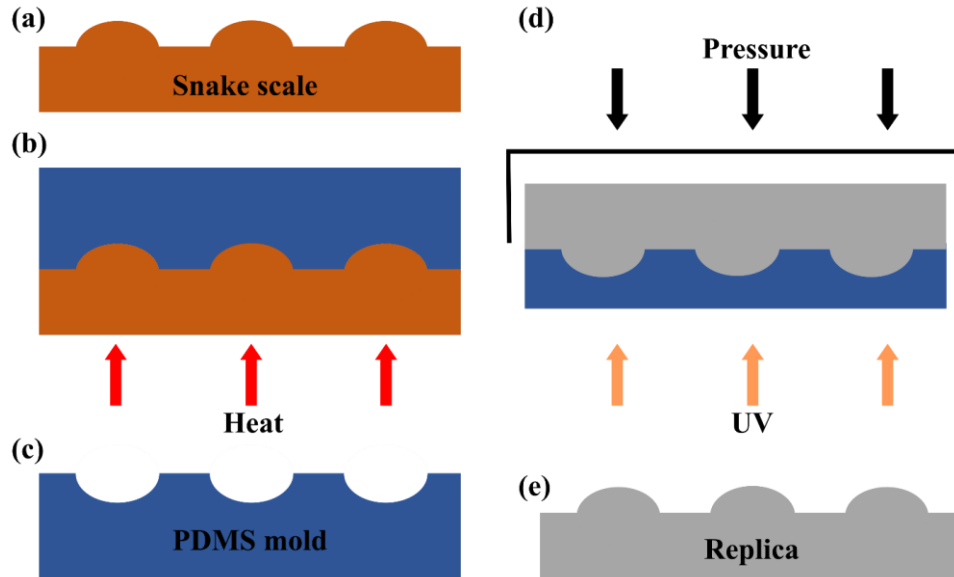 (a)
Snake scale
(b)
Heat
(c)
PDMS mold
(d)
Pressure
UV
(e)
Replica